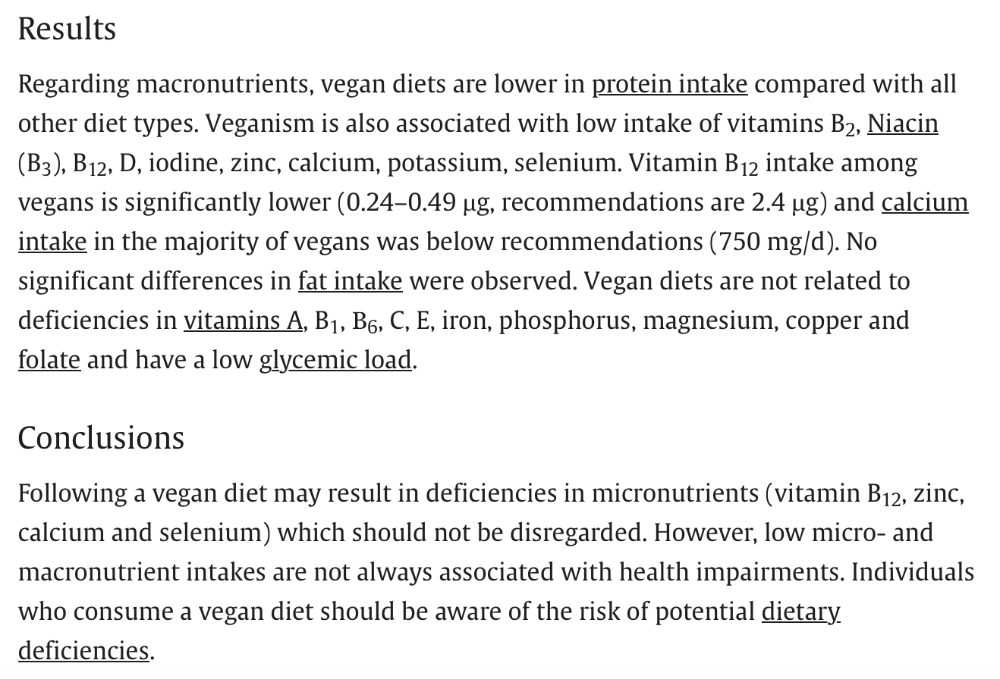 Results
Regarding macronutrients, vegan diets are lower in protein intake compared with all
other diet types. Veganism is also associated with low intake of vitamins B₂, Niacin
(B₃), B₁₂, D, iodine, zinc, calcium, potassium, selenium. Vitamin B₁₂ intake among
vegans is significantly lower (0.24–0.49 μg, recommendations are 2.4 μg) and calcium
intake in the majority of vegans was below recommendations (750 mg/d). No
significant differences in fat intake were observed. Vegan diets are not related to
deficiencies in vitamins A, B₁, B₆, C, E, iron, phosphorus, magnesium, copper and
folate and have a low glycemic load.
Conclusions
Following a vegan diet may result in deficiencies in micronutrients (vitamin B₁₂, zinc,
calcium and selenium) which should not be disregarded. However, low micro- and
macronutrient intakes are not always associated with health impairments. Individuals
who consume a vegan diet should be aware of the risk of potential dietary
deficiencies.